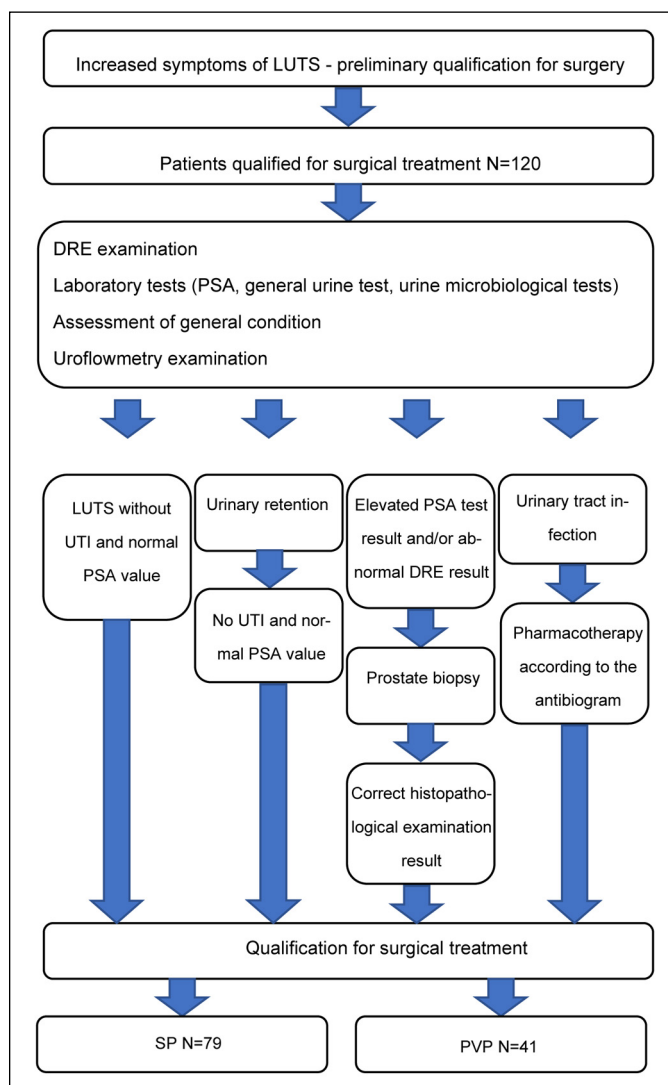 Increased symptoms of LUTS - preliminary qualification for surgery
Patients qualified for surgical treatment N=120
DRE examination
Laboratory tests (PSA, general urine test, urine microbiological tests)
Assessment of general condition
Uroflowmetry examination
LUTS without
UTI and normal
PSA value
Urinary retention
No UTI and nor-
mal PSA value
Elevated PSA test
result and/or ab-
normal DRE result
Prostate biopsy
Correct histopatho-
logical examination
result
Urinary tract in-
fection
Pharmacotherapy
according to the
antibiogram
Qualification for surgical treatment
SP N=79
PVP N=41